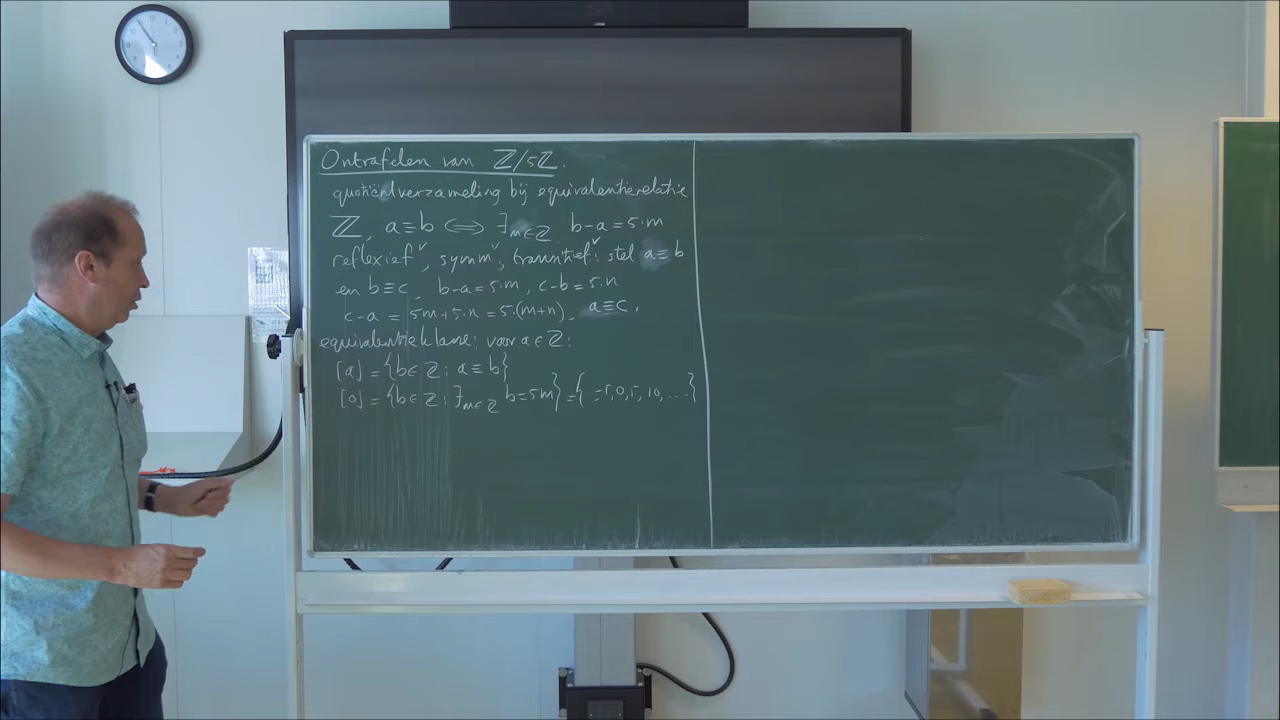 Ontrafelen van ℤ/5ℤ.
quotiëntverzameling bij equivalentierelatie
ℤ, a≡b ⟺ ∃m∈ℤ b-a=5·m
reflexief✓, symm✓, transitief✓: stel a≡b
en b≡c, b-a=5·m, c-b=5·n
c-a = 5m+5·n=5·(m+n), a≡c.
equivalentieklasse: voor a∈ℤ:
[a] = {b∈ℤ: a≡b}
[0] = {b∈ℤ: ∃m∈ℤ b=5m} = {..-5,0,5,10,...}